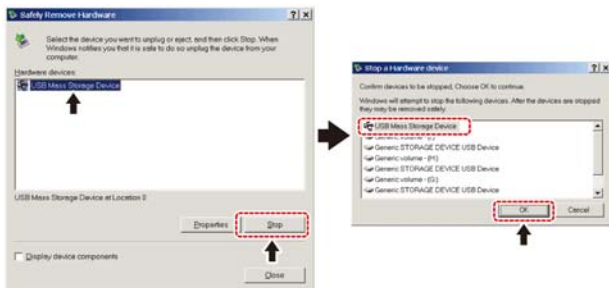 Safely Remove Hardware
Select the device you want to unplug or eject, and then click Stop. When
Windows notifies you that it is safe to do so unplug the device from your
computer.
Hardware devices:
USB Mass Storage Device
USB Mass Storage Device at Location 0
Properties
Stop
Display device components
Close
Stop a Hardware device
Confirm devices to be stopped, Choose OK to continue.
Windows will attempt to stop the following devices. After the devices are stopped
they may be removed safely.
USB Mass Storage Device
Generic volume -
Generic STORAGE DEVICE USB Device
Generic volume - (H:)
Generic STORAGE DEVICE USB Device
Generic volume - (G:)
Generic STORAGE DEVICE USB Device
OK
Cancel